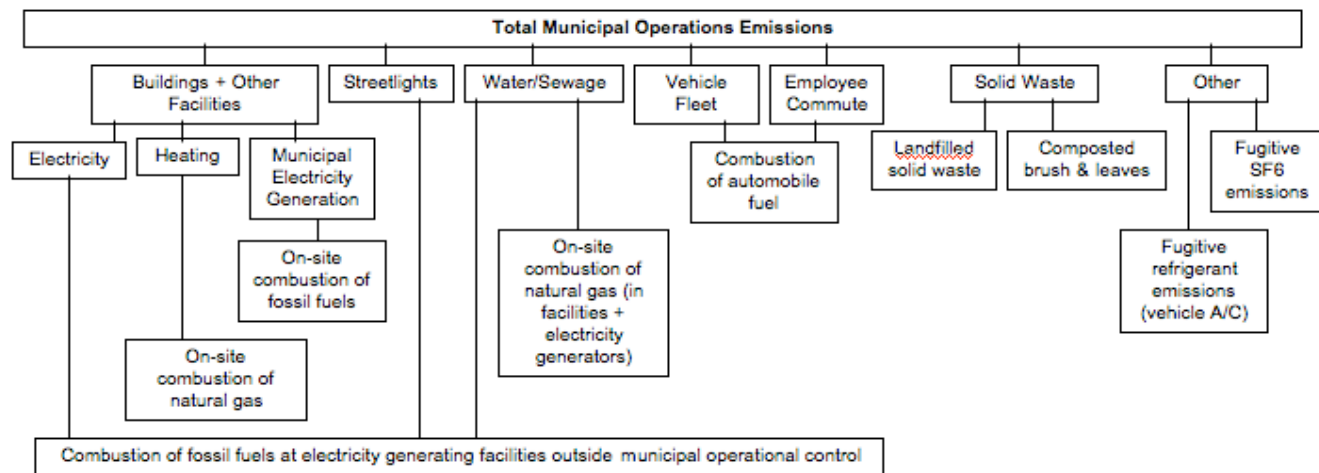 Total Municipal Operations Emissions
Buildings + Other
Facilities
Streetlights
Water/Sewage
Vehicle
Fleet
Employee
Commute
Solid Waste
Other
Electricity
Heating
Municipal
Electricity
Generation
Combustion
of automobile
fuel
Landfilled
solid waste
Composted
brush & leaves
Fugitive
SF6
emissions
On-site
combustion of
fossil fuels
On-site
combustion of
natural gas (in
facilities +
electricity
generators)
Fugitive
refrigerant
emissions
(vehicle A/C)
On-site
combustion of
natural gas
Combustion of fossil fuels at electricity generating facilities outside municipal operational control